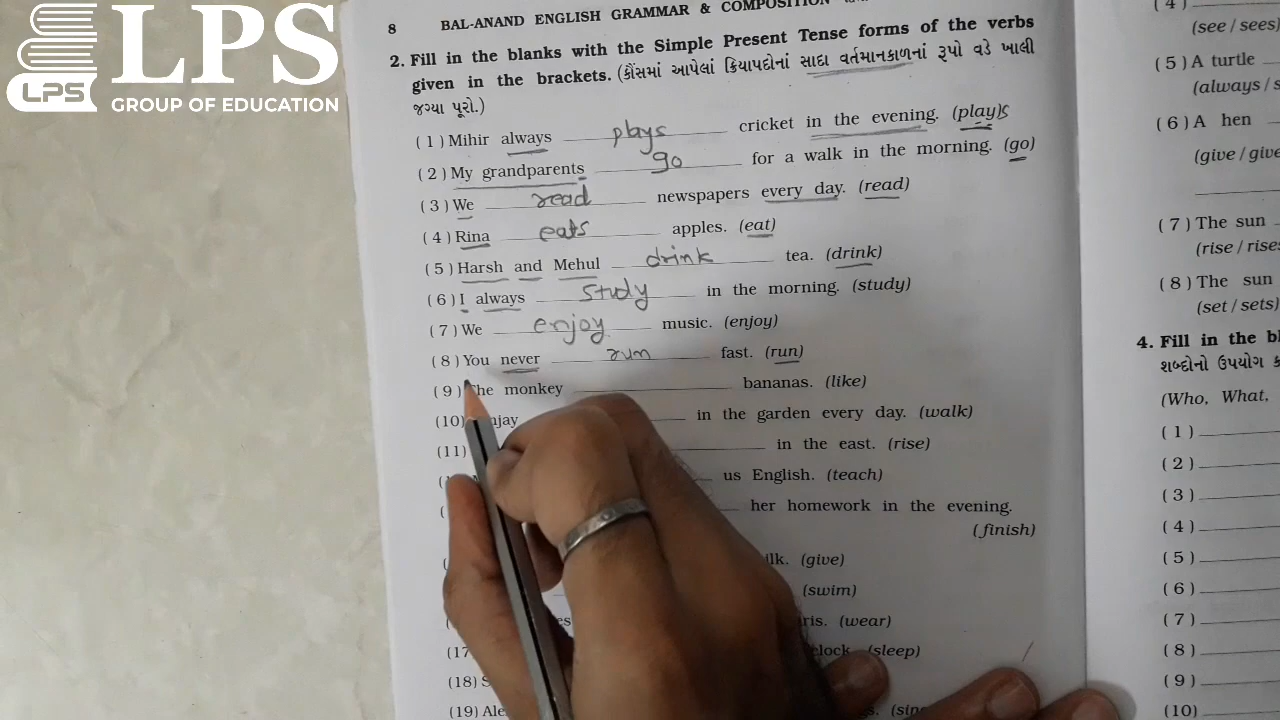 LPS
LPS
GROUP OF EDUCATION
8 BAL-ANAND ENGLISH GRAMMAR & COMPOSITION
2. Fill in the blanks with the Simple Present Tense forms of the verbs
given in the brackets. (કૌંસમાં આપેલાં ક્રિયાપદોનાં સાદા વર્તમાનકાળનાં રૂપો વડે ખાલી
જગ્યા પૂરો.)
(1) Mihir always plays cricket in the evening. (play)s
(2) My grandparents go for a walk in the morning. (go)
(3) We read newspapers every day. (read)
(4) Rina eats apples. (eat)
(5) Harsh and Mehul drink tea. (drink)
(6) I always study in the morning. (study)
(7) We enjoy music. (enjoy)
(8) You never run fast. (run)
(9) The monkey bananas. (like)
(10) in the garden every day. (walk)
(11) in the east. (rise)
us English. (teach)
her homework in the evening.
(finish)
(give)
(swim)
(wear)
(17 (sleep)
(18) S
(19) Ale
(4)
(see / sees)
(5) A turtle
(always / s
(6) A hen
(give / give
(7) The sun
(rise / rise
(8) The sun
(set / sets)
4. Fill in the bl
શબ્દોનો ઉપયોગ ક
(Who, What,
(1)
(2)
(3)
(4)
(5)
(6)
(7)
(8)
(9)
(10)